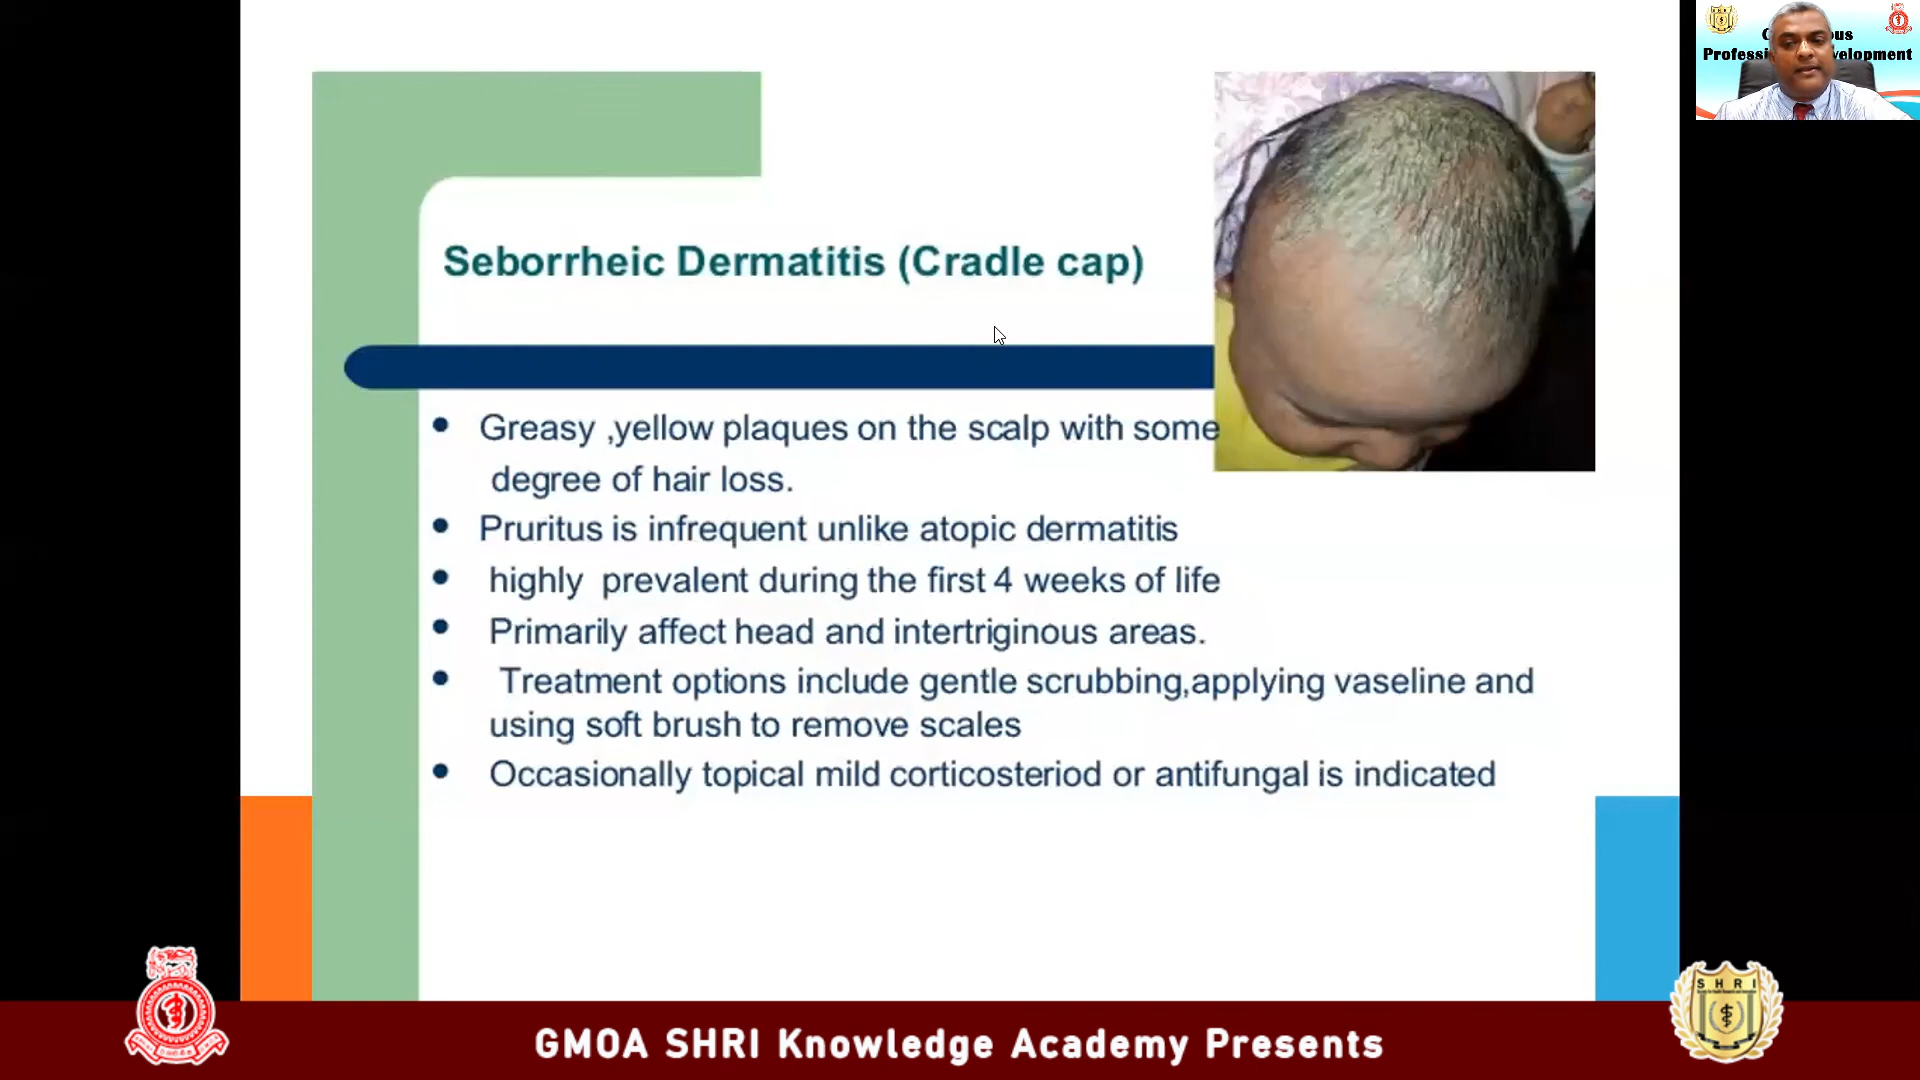 Seborrheic Dermatitis (Cradle cap)
• Greasy ,yellow plaques on the scalp with some
degree of hair loss.
• Pruritus is infrequent unlike atopic dermatitis
• highly prevalent during the first 4 weeks of life
• Primarily affect head and intertriginous areas.
• Treatment options include gentle scrubbing,applying vaseline and
using soft brush to remove scales
• Occasionally topical mild corticosteriod or antifungal is indicated
SHRI
GMOA SHRI Knowledge Academy Presents